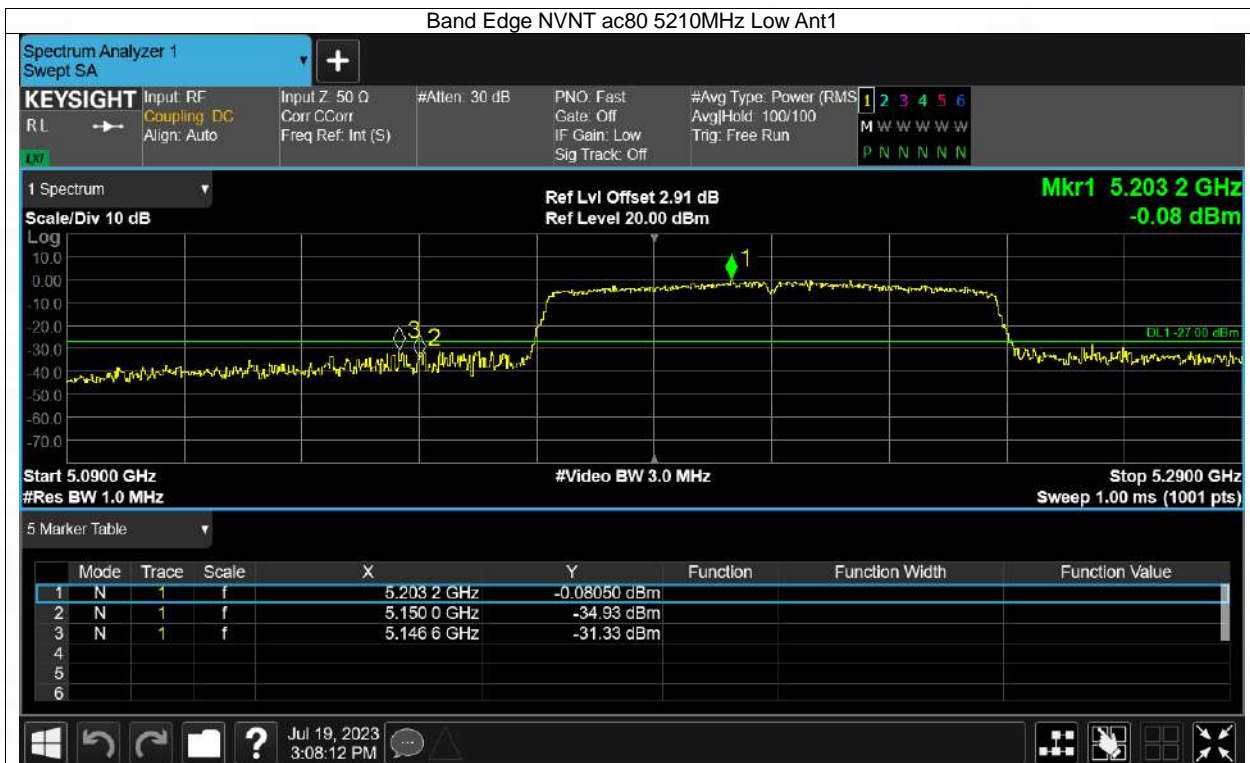 Band Edge NVNT ac80 5210MHz Low Ant1
Spectrum Analyzer 1
Swept SA
+
KEYSIGHT Input: RF Input Z: 50 Ω #Atten: 30 dB PNO: Fast #Avg Type: Power (RMS 1 2 3 4 5 6
RL Coupling: DC Corr CCorr Gate: Off Avg|Hold: 100/100 M W W W W W
Align: Auto Freq Ref: Int (S) IF Gain: Low Trig: Free Run P N N N N N
LXI Sig Track: Off
1 Spectrum Ref Lvl Offset 2.91 dB Mkr1 5.203 2 GHz
Scale/Div 10 dB Ref Level 20.00 dBm -0.08 dBm
Log
10.0
0.00
-10.0
-20.0
-30.0
-40.0
-50.0
-60.0
-70.0
1
3 2
DL1 -27.00 dBm
Start 5.0900 GHz #Video BW 3.0 MHz Stop 5.2900 GHz
#Res BW 1.0 MHz Sweep 1.00 ms (1001 pts)
5 Marker Table
Mode Trace Scale X Y Function Function Width Function Value
1 N 1 f 5.203 2 GHz -0.08050 dBm
2 N 1 f 5.150 0 GHz -34.93 dBm
3 N 1 f 5.146 6 GHz -31.33 dBm
4
5
6
? Jul 19, 2023
3:08:12 PM